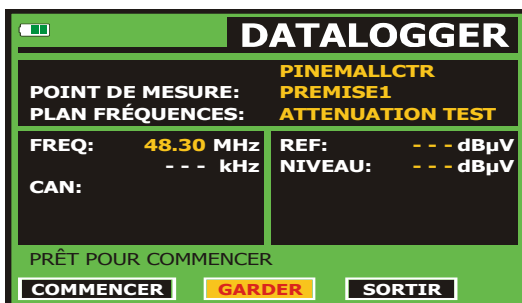 DATALOGGER
PINEMALLCTR
POINT DE MESURE: PREMISE1
PLAN FRÉQUENCES: ATTENUATION TEST
FREQ: 48.30 MHz
- - - kHz
CAN:
REF: - - - dBµV
NIVEAU: - - - dBµV
PRÊT POUR COMMENCER
COMMENCER GARDER SORTIR